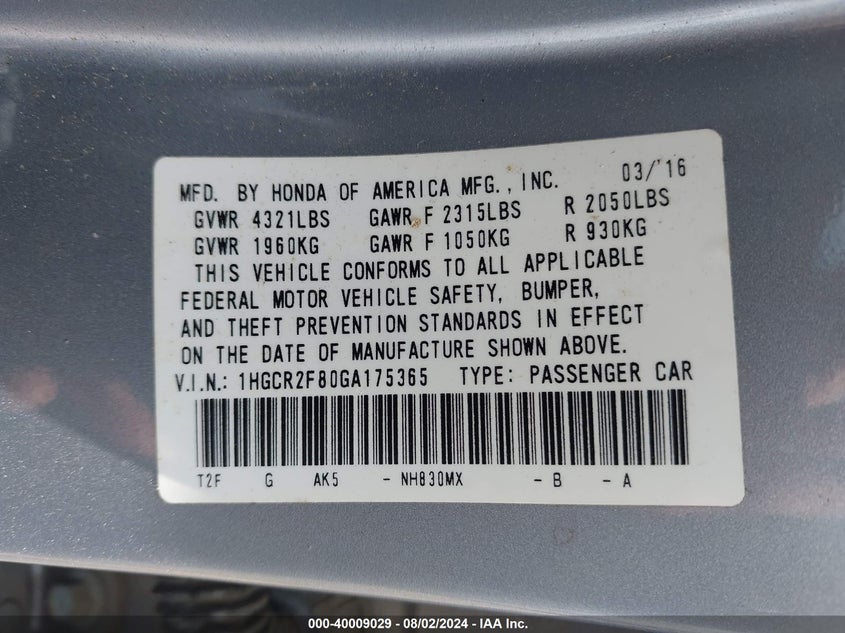 MFD. BY HONDA OF AMERICA MFG., INC. 03/'16
GVWR 4321LBS GAWR F 2315LBS R 2050LBS
GVWR 1960KG GAWR F 1050KG R 930KG
THIS VEHICLE CONFORMS TO ALL APPLICABLE
FEDERAL MOTOR VEHICLE SAFETY, BUMPER,
AND THEFT PREVENTION STANDARDS IN EFFECT
ON THE DATE OF MANUFACTURE SHOWN ABOVE.
V.I.N.: 1HGCR2F80GA175365 TYPE: PASSENGER CAR
T2F G AK5 - NH830MX - B - A
000-40009029 - 08/02/2024 - IAA Inc.